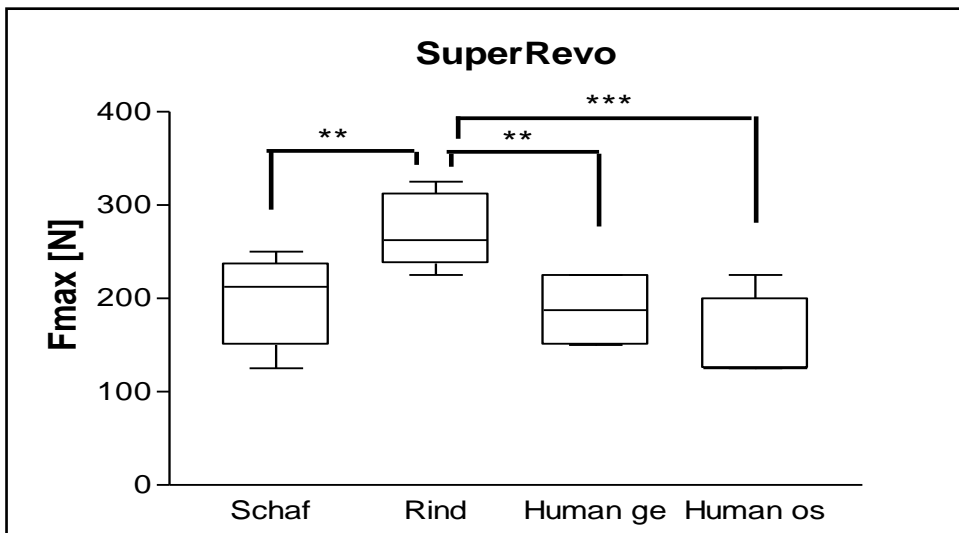 SuperRevo
***
** **
400
300
200
100
0
Fmax [N]
Schaf Rind Human ge Human os